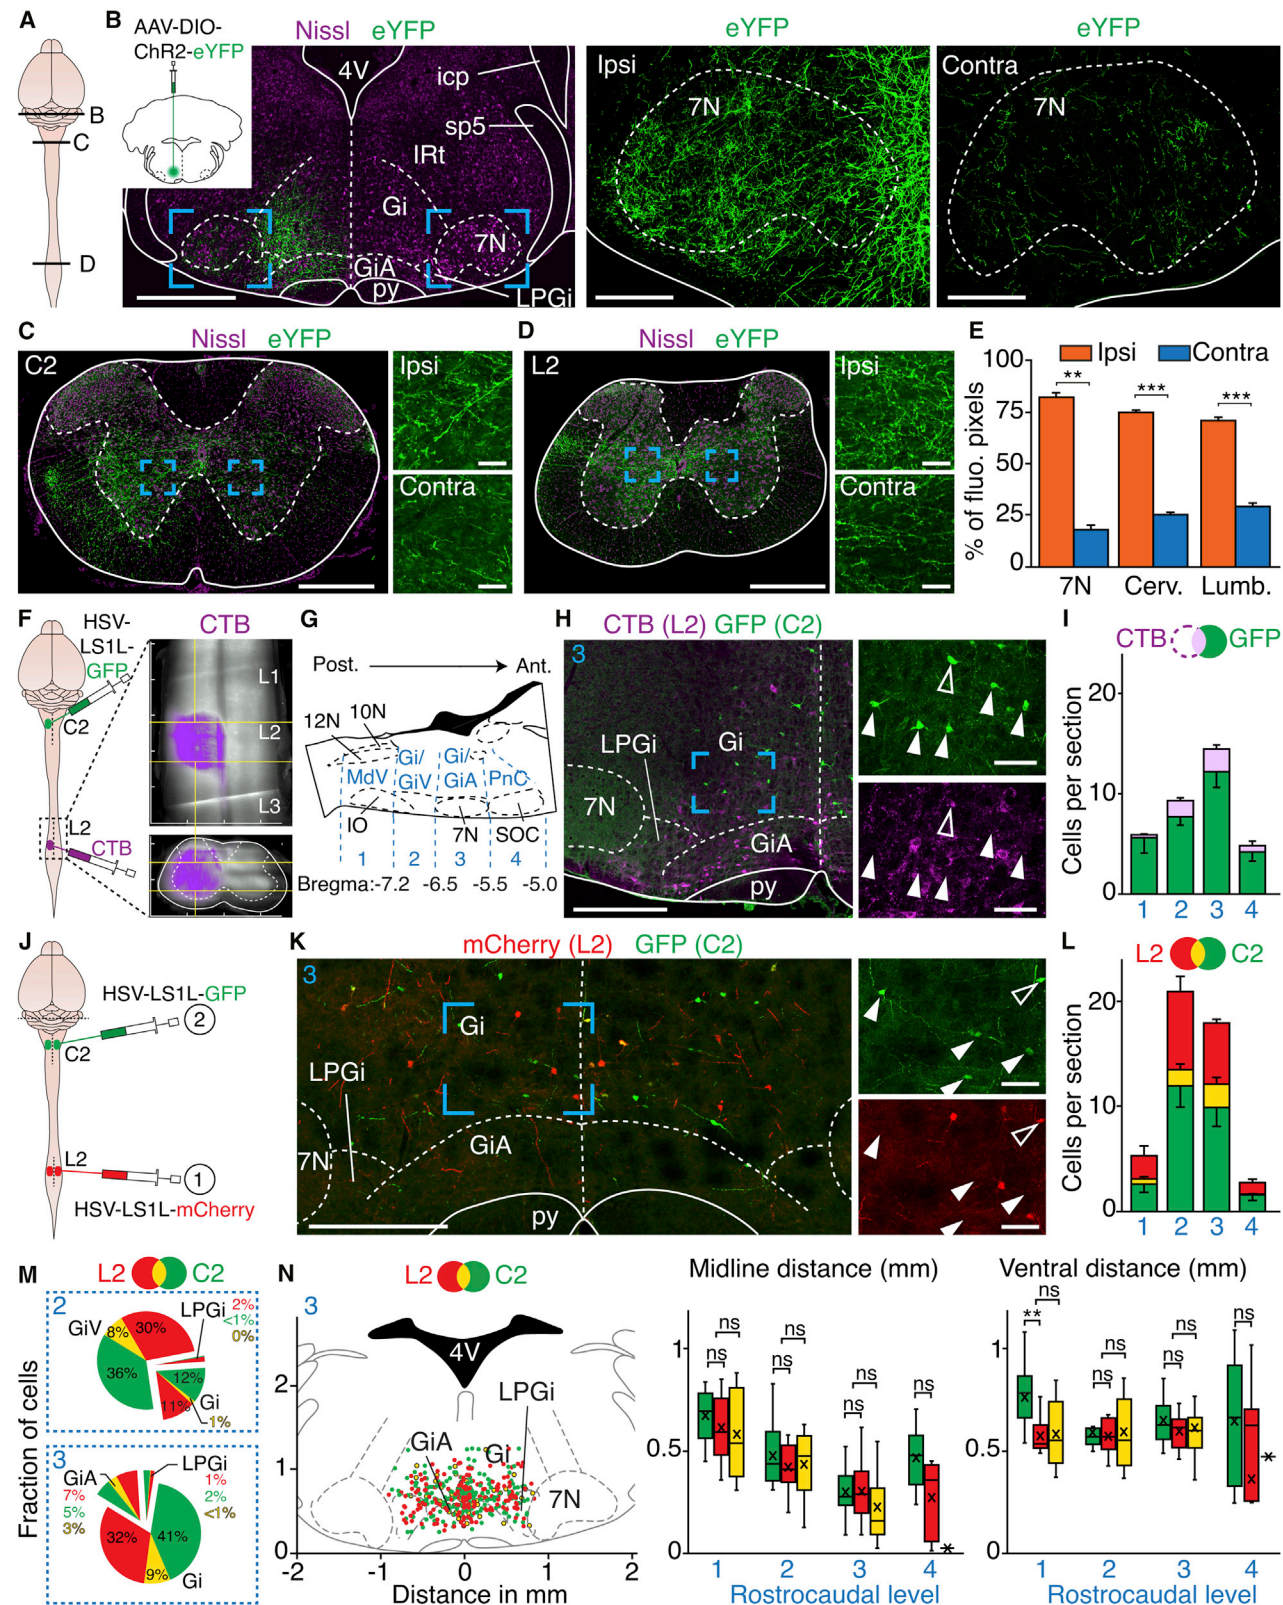 A
B
C
D
B
AAV-DIO-
ChR2-eYFP
Nissl eYFP
4V
icp
sp5
IRt
Gi
7N
GiA
py
LPGi
eYFP
Ipsi
7N
eYFP
Contra
7N
C
Nissl eYFP
C2
Ipsi
Contra
D
Nissl eYFP
L2
Ipsi
Contra
E
Ipsi Contra
% of fluo. pixels
100
75
50
25
0
** *** ***
7N Cerv. Lumb.
F
HSV-
LS1L-
GFP
C2
L2
CTB
CTB
L1
L2
L3
G
Post. Ant.
12N 10N
MdV Gi/ GiV Gi/ GiA PnC
IO 7N SOC
1 2 3 4
Bregma:-7.2 -6.5 -5.5 -5.0
H
CTB (L2) GFP (C2)
3
LPGi
Gi
7N
GiA
py
I
CTB GFP
Cells per section
20
10
0
1 2 3 4
J
HSV-LS1L-GFP
2
C2
L2
1
HSV-LS1L-mCherry
K
mCherry (L2) GFP (C2)
3
Gi
LPGi
GiA
7N
py
L
L2 C2
Cells per section
20
10
0
1 2 3 4
M
L2 C2
Fraction of cells
2
GiV
8% 30%
36%
LPGi
2%
<1%
0%
12%
11%
Gi
1%
3
GiA
7%
5%
3%
LPGi
1%
2%
<1%
32% 41%
9%
Gi
N
L2 C2
3
4V
LPGi
GiA Gi
7N
2
1
0
-2 -1 0 1 2
Distance in mm
Midline distance (mm)
1
0.5
0
ns ns
ns ns
ns ns
ns
x x x x x x x x x x x
*
1 2 3 4
Rostrocaudal level
Ventral distance (mm)
1
0.5
0
** ns
ns ns
ns ns
ns
x x x x x x x x x x x
*
1 2 3 4
Rostrocaudal level